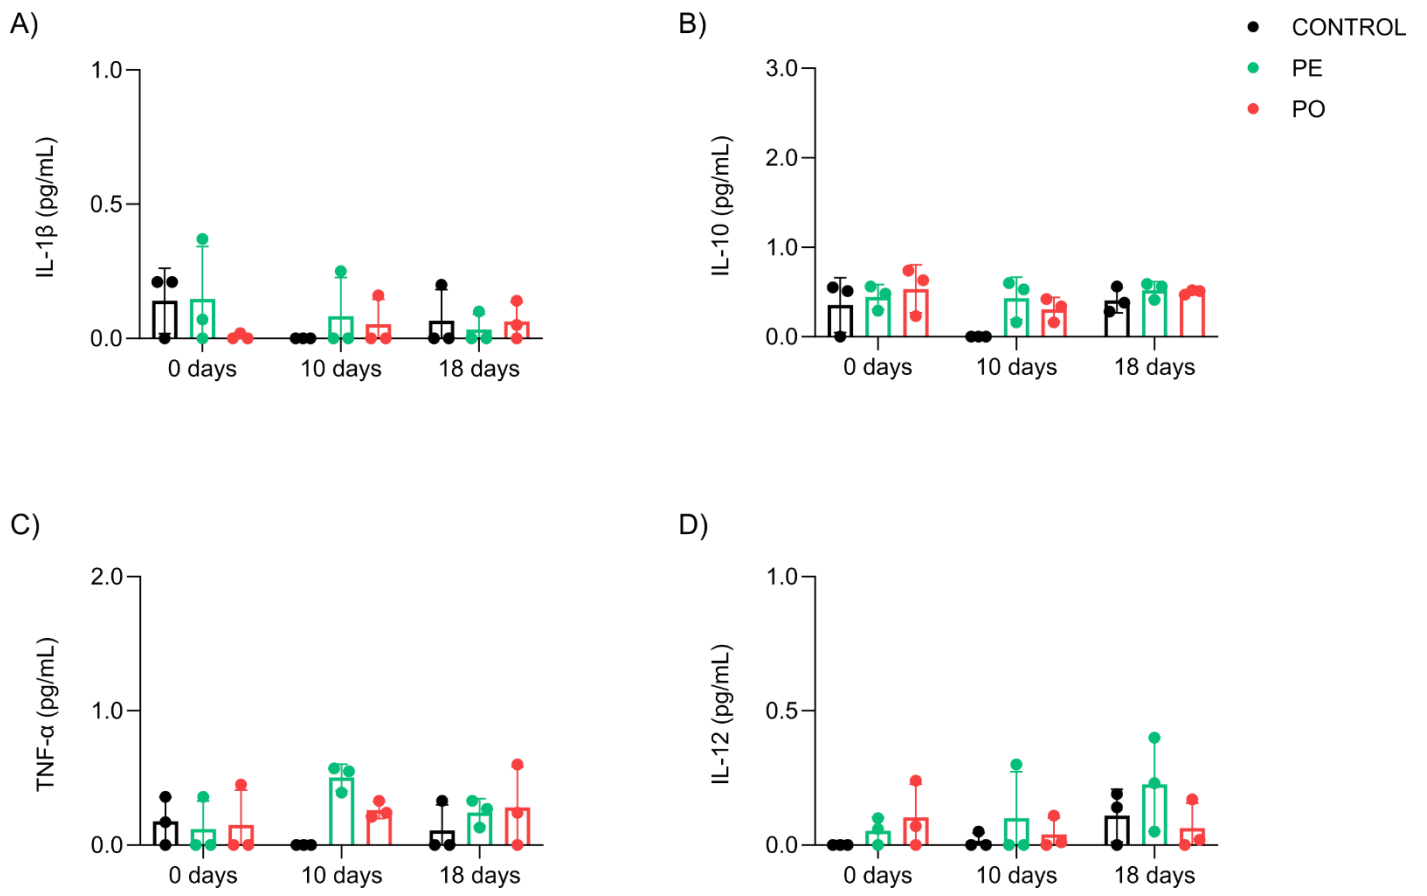 A)
IL-1β (pg/mL)
1.0
0.5
0.0
0 days
10 days
18 days
B)
IL-10 (pg/mL)
3.0
2.0
1.0
0.0
0 days
10 days
18 days
CONTROL
PE
PO
C)
TNF-α (pg/mL)
2.0
1.0
0.0
0 days
10 days
18 days
D)
IL-12 (pg/mL)
1.0
0.5
0.0
0 days
10 days
18 days